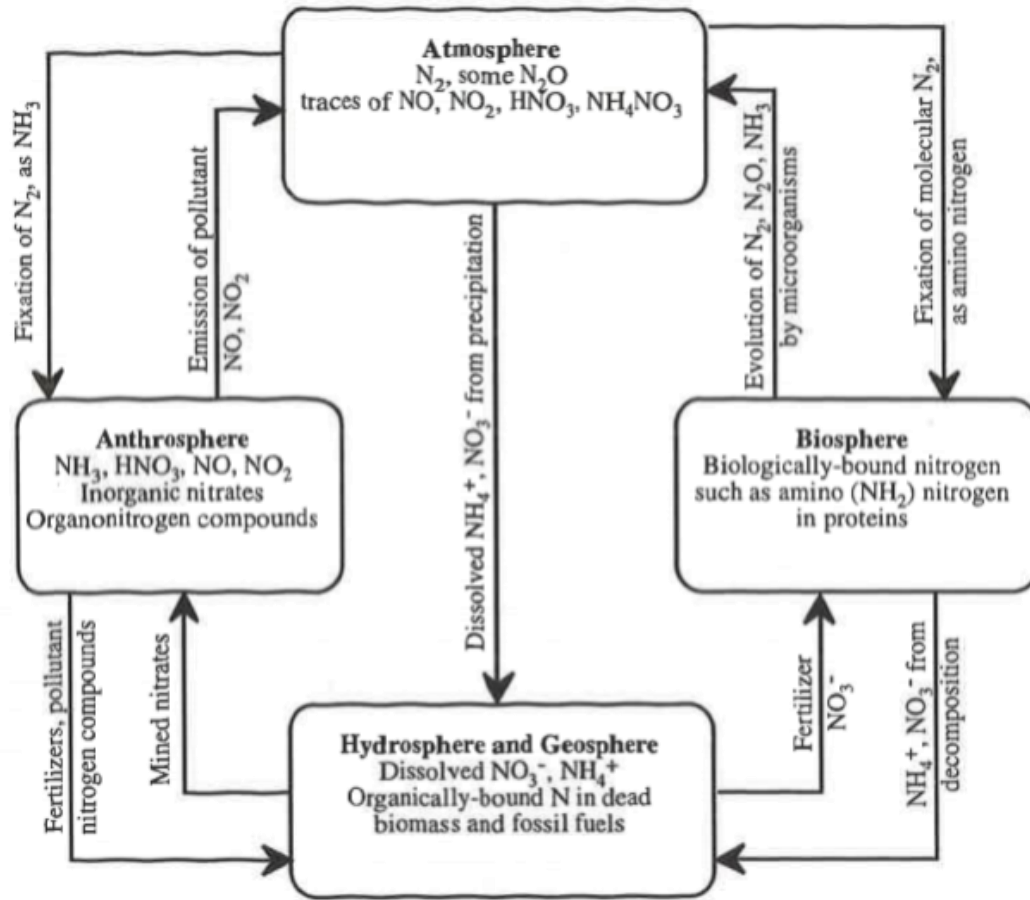 Atmosphere
N₂, some N₂O
traces of NO, NO₂, HNO₃, NH₄NO₃
Fixation of N₂, as NH₃
Emission of pollutant
NO, NO₂
Dissolved NH₄⁺, NO₃⁻ from precipitation
Evolution of N₂, N₂O, NH₃
by microorganisms
Fixation of molecular N₂,
as amino nitrogen
Anthrosphere
NH₃, HNO₃, NO, NO₂
Inorganic nitrates
Organonitrogen compounds
Biosphere
Biologically-bound nitrogen
such as amino (NH₂) nitrogen
in proteins
Fertilizers, pollutant
nitrogen compounds
Mined nitrates
Fertilizer
NO₃⁻
NH₄⁺, NO₃⁻ from
decomposition
Hydrosphere and Geosphere
Dissolved NO₃⁻, NH₄⁺
Organically-bound N in dead
biomass and fossil fuels